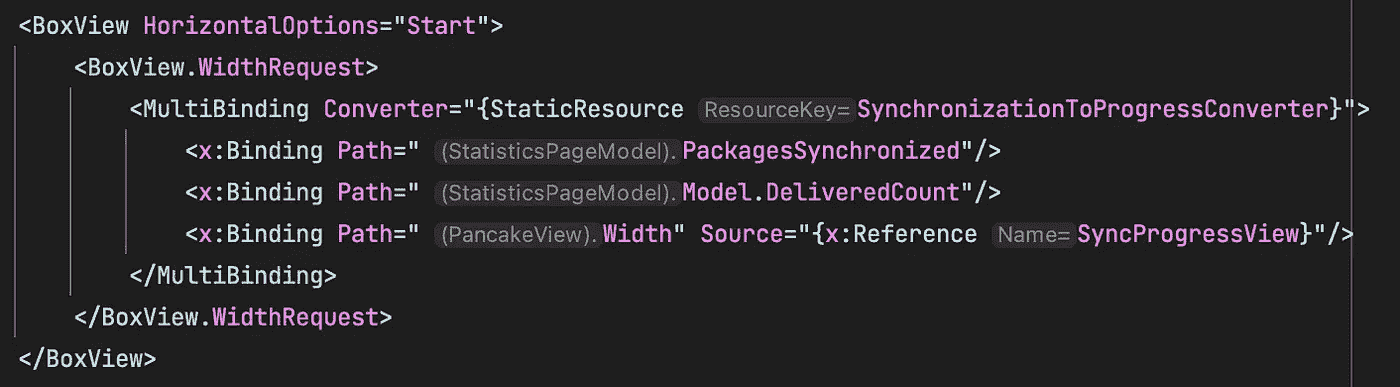 <BoxView HorizontalOptions="Start">
<BoxView.WidthRequest>
<MultiBinding Converter="{StaticResource ResourceKey=SynchronizationToProgressConverter}">
<x:Binding Path=" (StatisticsPageModel).PackagesSynchronized"/>
<x:Binding Path=" (StatisticsPageModel).Model.DeliveredCount"/>
<x:Binding Path=" (PancakeView).Width" Source="{x:Reference Name=SyncProgressView}"/>
</MultiBinding>
</BoxView.WidthRequest>
</BoxView>